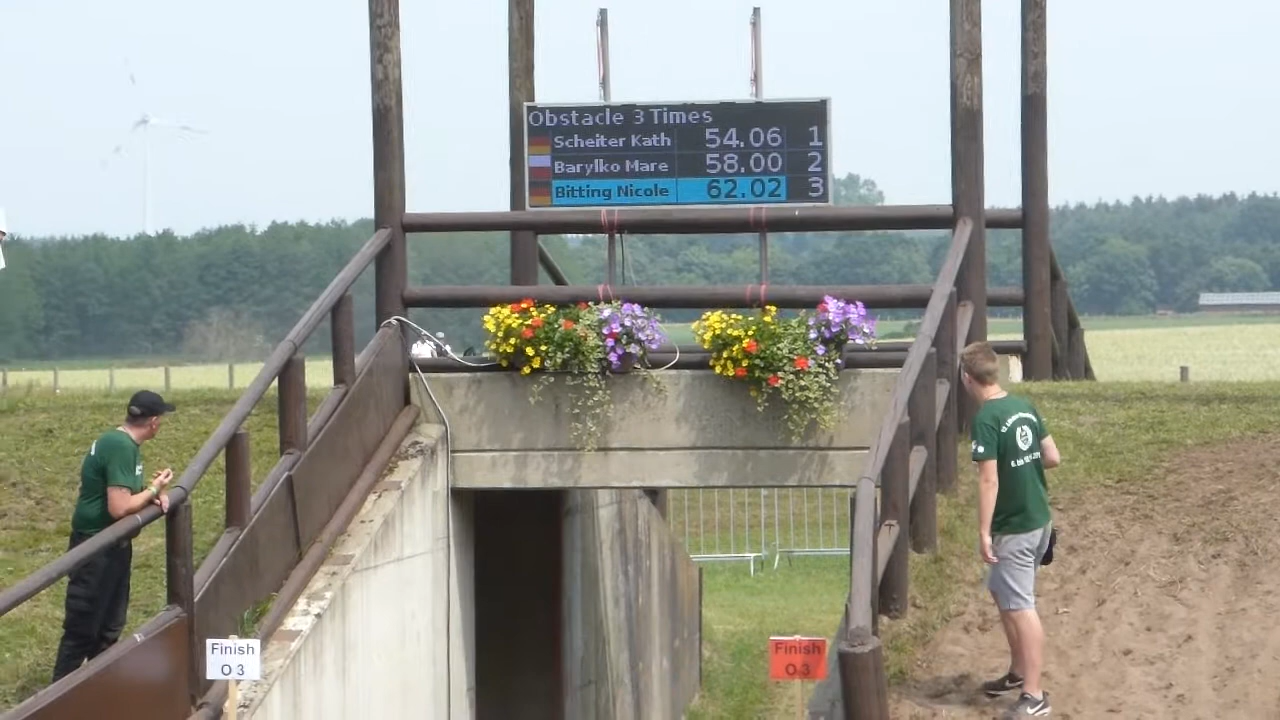 Obstacle 3 Times
Scheiter Kath 54.06 1
Barylko Mare 58.00 2
Bitting Nicole 62.02 3
Finish
O 3
Finish
O 3